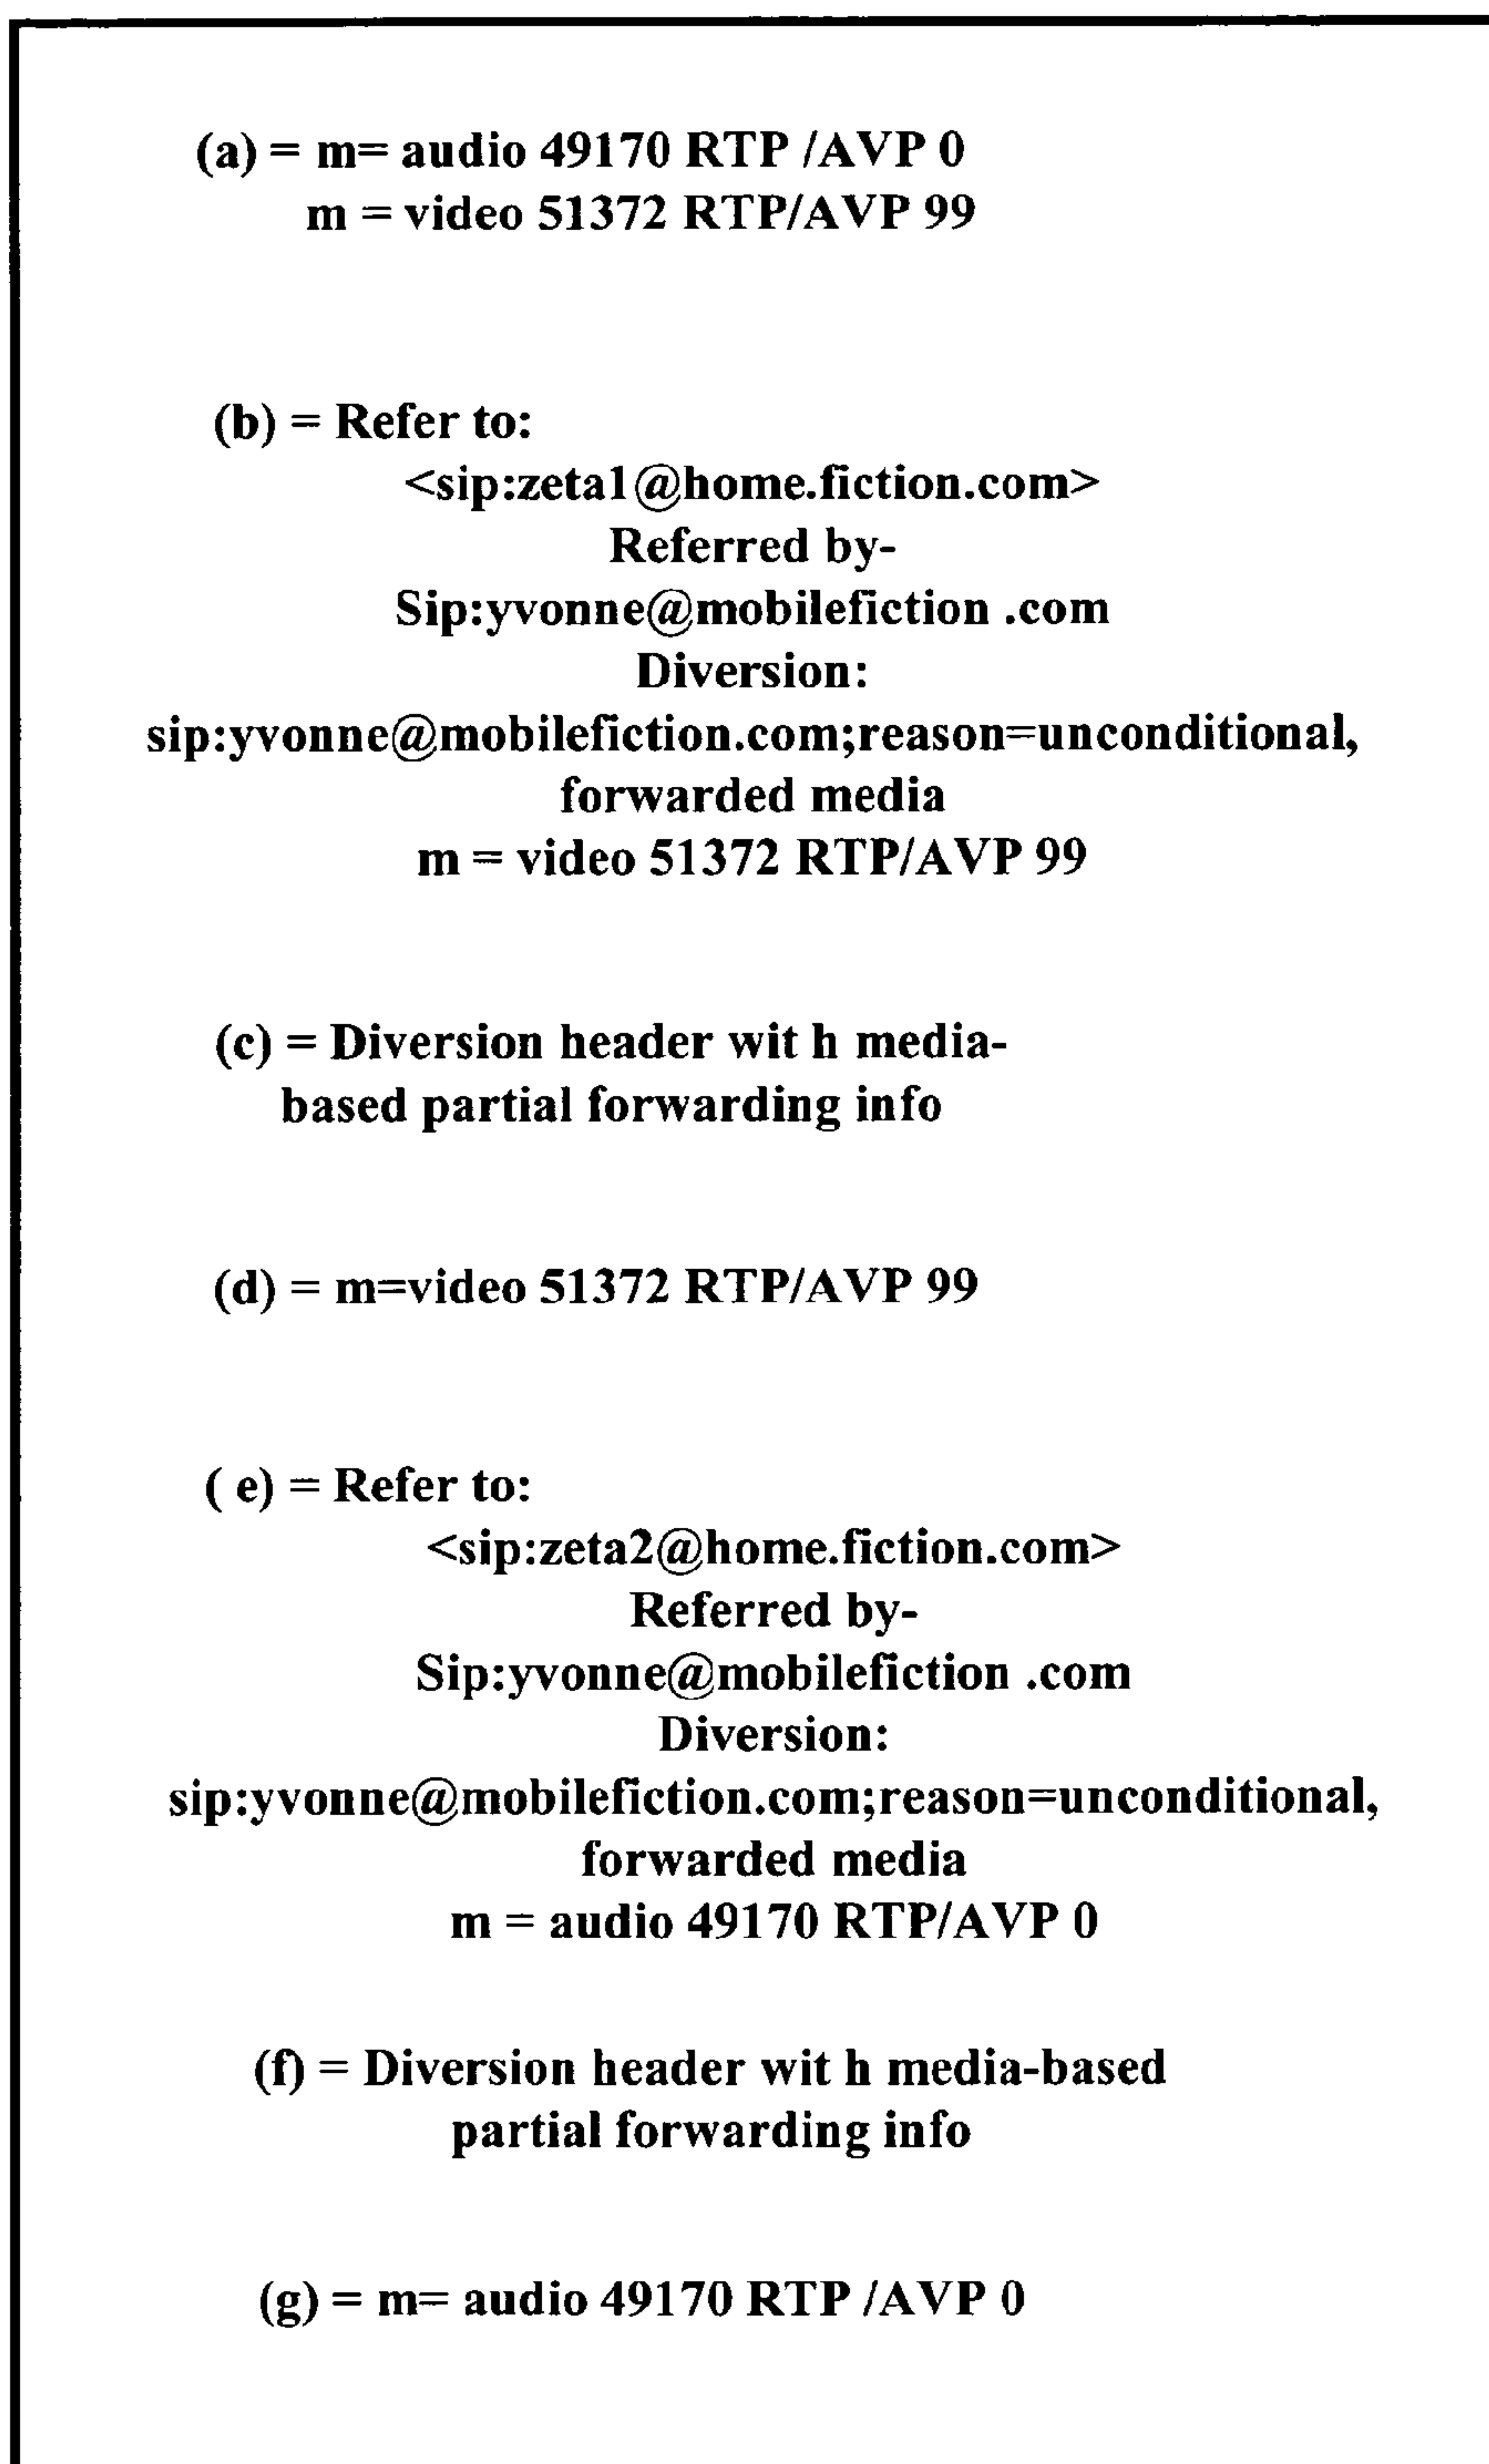 (a) = m= audio 49170 RTP /AVP 0
m = video 51372 RTP/AVP 99
(b) = Refer to:
<sip:zeta1@home.fiction.com>
Referred by-
Sip:yvonne@mobilefiction .com
Diversion:
sip:yvonne@mobilefiction.com;reason=unconditional,
forwarded media
m = video 51372 RTP/AVP 99
(c) = Diversion header wit h media-
based partial forwarding info
(d) = m=video 51372 RTP/AVP 99
( e) = Refer to:
<sip:zeta2@home.fiction.com>
Referred by-
Sip:yvonne@mobilefiction .com
Diversion:
sip:yvonne@mobilefiction.com;reason=unconditional,
forwarded media
m = audio 49170 RTP/AVP 0
(f) = Diversion header wit h media-based
partial forwarding info
(g) = m= audio 49170 RTP /AVP 0